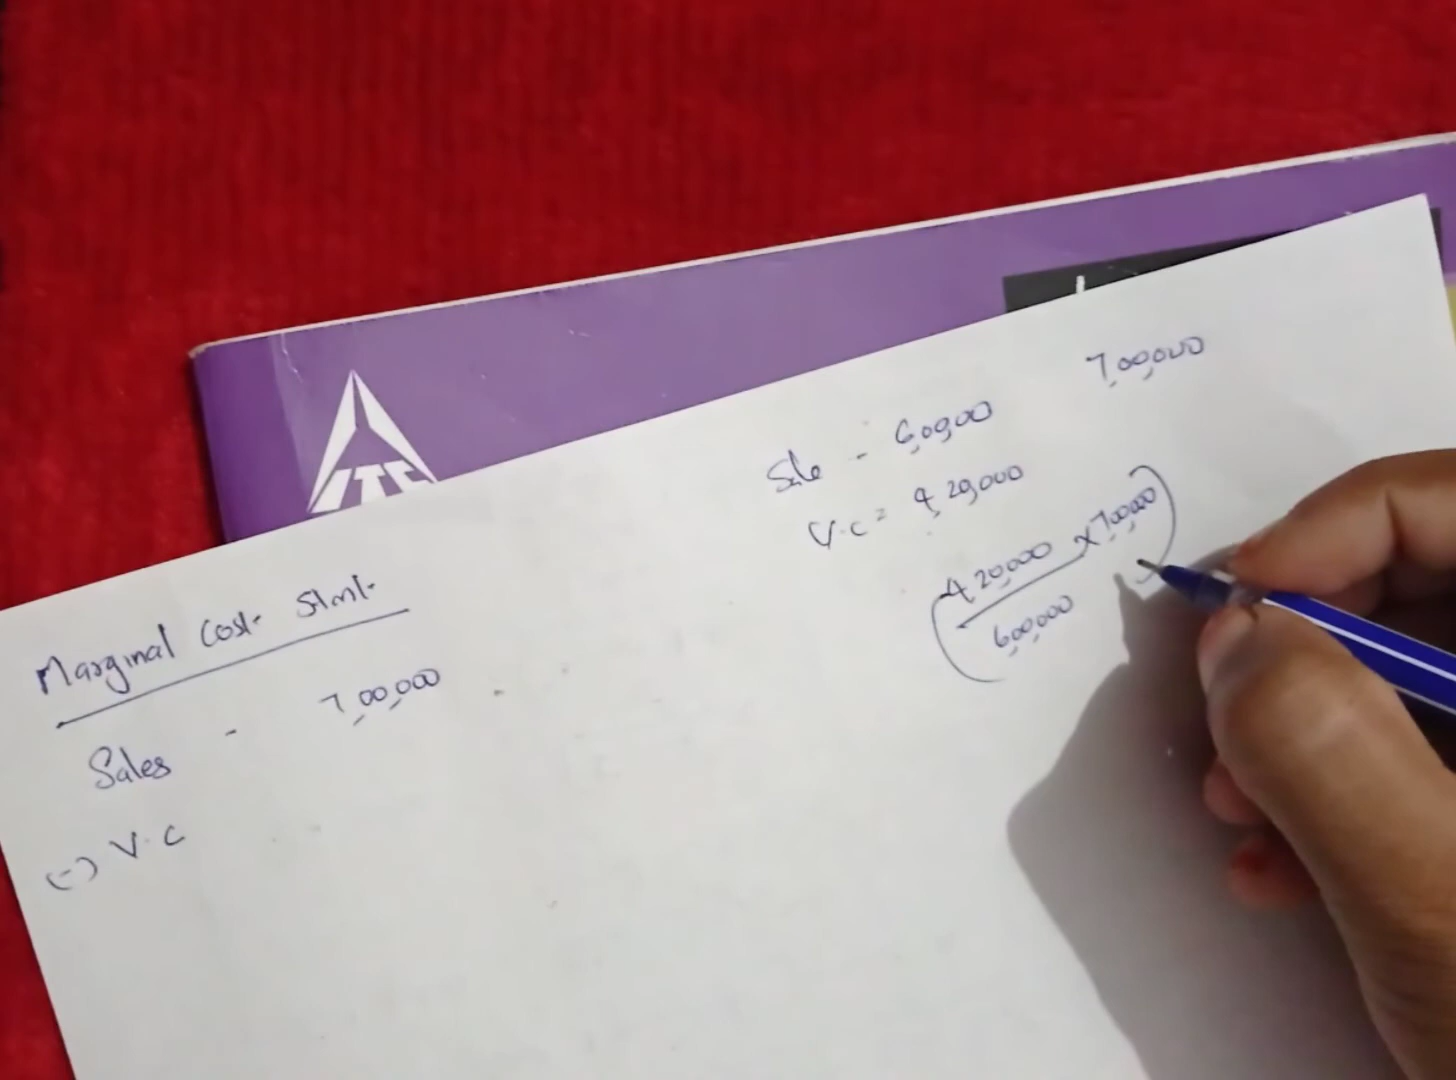 ITC
7,00,000
Sale - 6,00,00
V.C = 4,20,000
(4,20,000 × 7,00,000)
6,00,000
Marginal Cost Stmt.
Sales - 7,00,000
(-) V.C